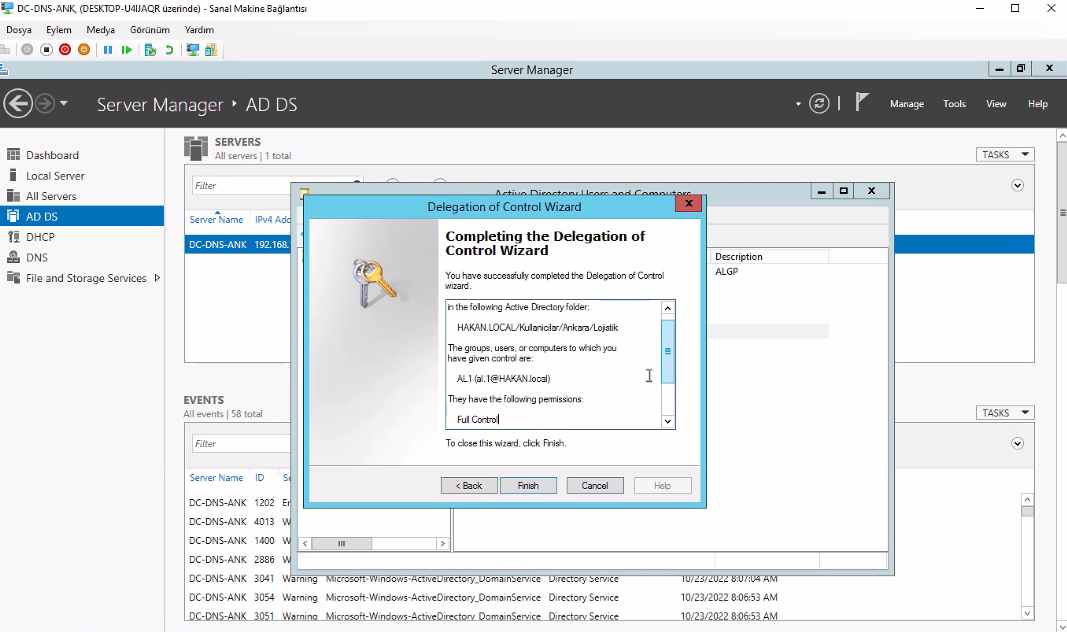 DC-DNS-ANK, (DESKTOP-U4IJAQR üzerinde) - Sanal Makine Bağlantısı
Dosya Eylem Medya Görünüm Yardım
Server Manager
Server Manager AD DS
Manage Tools View Help
Dashboard
Local Server
All Servers
AD DS
DHCP
DNS
File and Storage Services
SERVERS
All servers | 1 total
TASKS
Filter
Server Name IPv4 Add
DC-DNS-ANK 192.168.
Active Directory Users and Computers
Description
ALGP
Delegation of Control Wizard
Completing the Delegation of
Control Wizard
You have successfully completed the Delegation of Control
wizard.
in the following Active Directory folder:
HAKAN.LOCAL/Kullanicilar/Ankara/Lojistik
The groups, users, or computers to which you
have given control are:
AL1 (al.1@HAKAN.local)
They have the following permissions:
Full Control
To close this wizard, click Finish.
< Back Finish Cancel Help
EVENTS
All events | 58 total
TASKS
Filter
Server Name ID
DC-DNS-ANK 1202
DC-DNS-ANK 4013
DC-DNS-ANK 1400
DC-DNS-ANK 2886
DC-DNS-ANK 3041 Warning Microsoft-Windows-ActiveDirectory_DomainService Directory Service 10/23/2022 8:07:04 AM
DC-DNS-ANK 3054 Warning Microsoft-Windows-ActiveDirectory_DomainService Directory Service 10/23/2022 8:06:53 AM
DC-DNS-ANK 3051 Warning Microsoft-Windows-ActiveDirectory_DomainService Directory Service 10/23/2022 8:06:53 AM